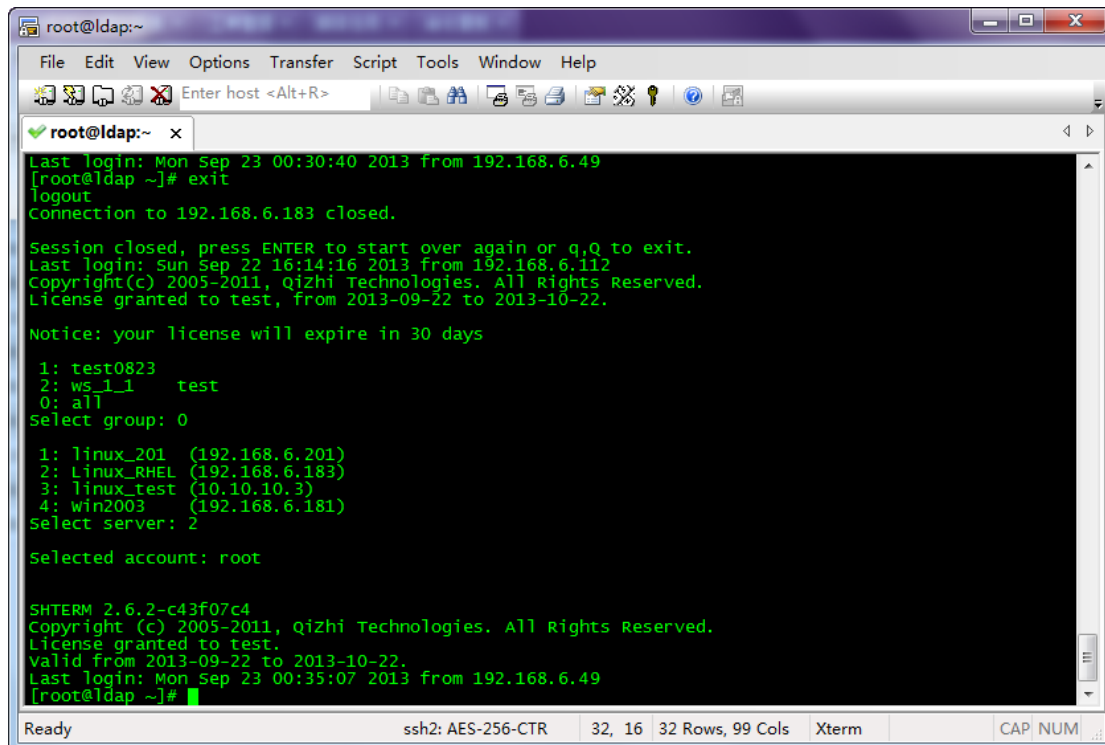 root@ldap:~
File Edit View Options Transfer Script Tools Window Help
Enter host <Alt+R>
root@ldap:~ x
Last login: Mon Sep 23 00:30:40 2013 from 192.168.6.49
[root@ldap ~]# exit
logout
Connection to 192.168.6.183 closed.
Session closed, press ENTER to start over again or q,Q to exit.
Last login: Sun Sep 22 16:14:16 2013 from 192.168.6.112
Copyright(c) 2005-2011, QiZhi Technologies. All Rights Reserved.
License granted to test, from 2013-09-22 to 2013-10-22.
Notice: your license will expire in 30 days
1: test0823
2: ws_1_1 test
0: all
Select group: 0
1: linux_201 (192.168.6.201)
2: Linux_RHEL (192.168.6.183)
3: linux_test (10.10.10.3)
4: Win2003 (192.168.6.181)
Select server: 2
Selected account: root
SHTERM 2.6.2-c43f07c4
Copyright (c) 2005-2011, QiZhi Technologies. All Rights Reserved.
License granted to test.
Valid from 2013-09-22 to 2013-10-22.
Last login: Mon Sep 23 00:35:07 2013 from 192.168.6.49
[root@ldap ~]#
Ready ssh2: AES-256-CTR 32, 16 32 Rows, 99 Cols Xterm CAP NUM